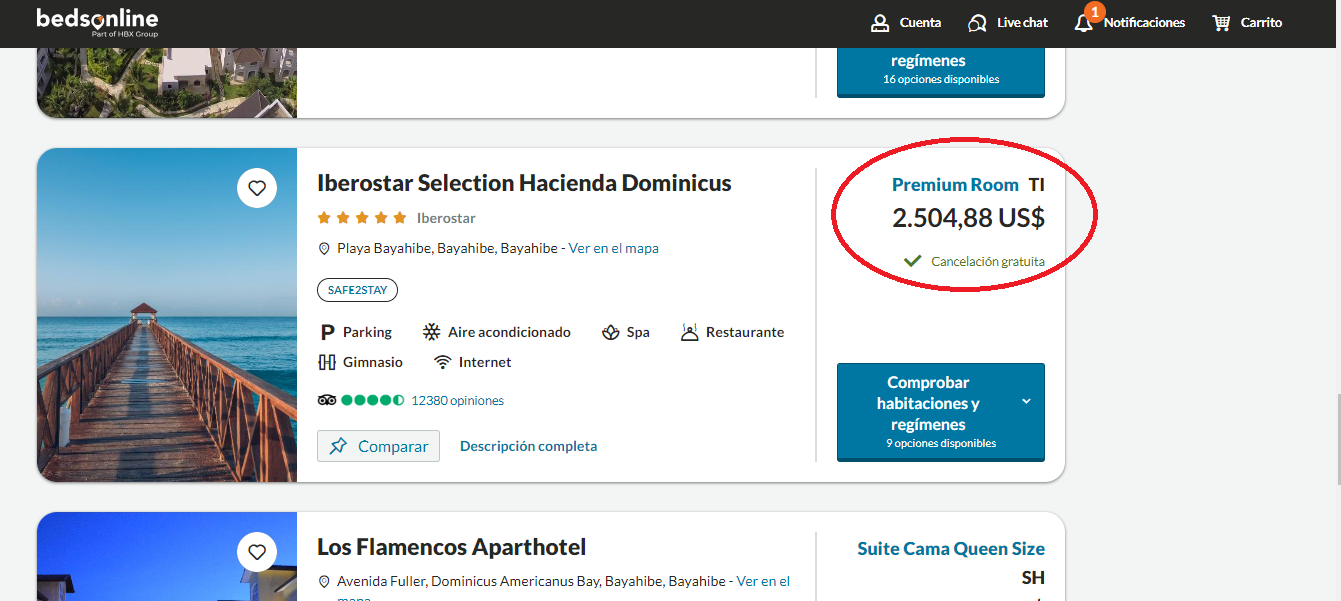 bedsonline
Part of HBX Group
Cuenta
Live chat
1
Notificaciones
Carrito
regímenes
16 opciones disponibles
Iberostar Selection Hacienda Dominicus
Iberostar
Playa Bayahibe, Bayahibe, Bayahibe - Ver en el mapa
SAFE2STAY
Parking
Aire acondicionado
Spa
Restaurante
Gimnasio
Internet
12380 opiniones
Comparar
Descripción completa
Premium Room TI
2.504,88 US$
Cancelación gratuita
Comprobar
habitaciones y
regímenes
9 opciones disponibles
Los Flamencos Aparthotel
Avenida Fuller, Dominicus Americanus Bay, Bayahibe, Bayahibe - Ver en el
mapa
Suite Cama Queen Size
SH